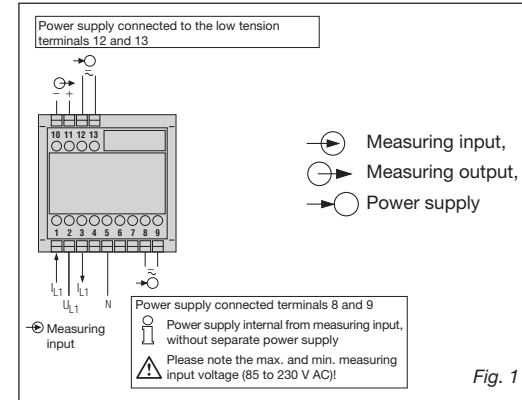 Power supply connected to the low tension
terminals 12 and 13
− +
10 11 12 13
1 2 3 4 5 6 7 8 9
IL1 UL1 IL1 N
Measuring
input
Measuring input,
Measuring output,
Power supply
Power supply connected terminals 8 and 9
Power supply internal from measuring input,
without separate power supply
Please note the max. and min. measuring
input voltage (85 to 230 V AC)!
Fig. 1